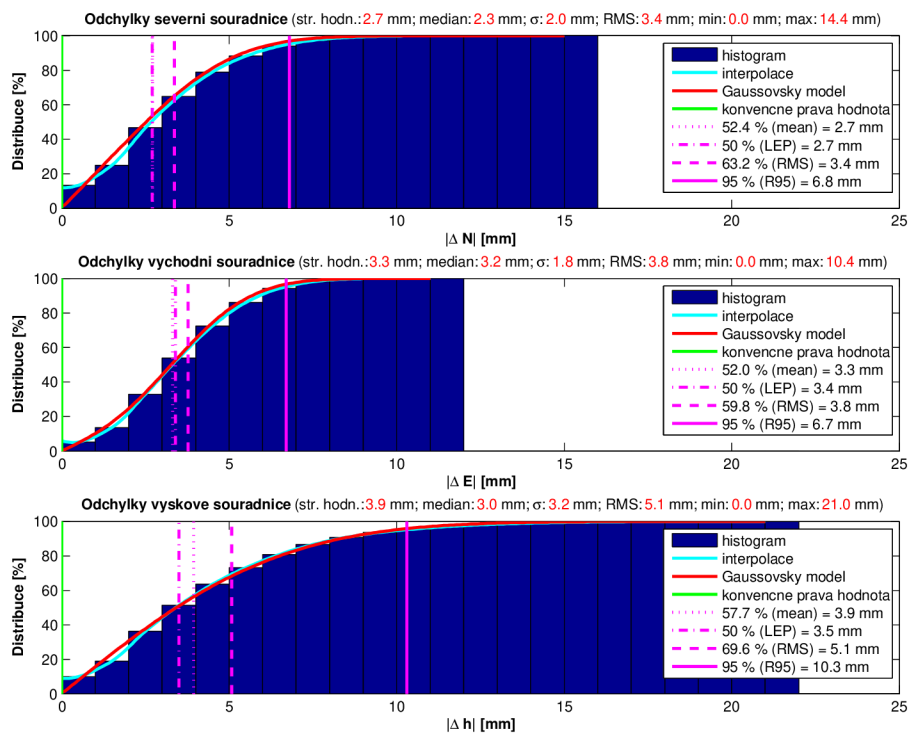 Odchylky severni souradnice (str. hodn.:2.7 mm; median:2.3 mm; σ:2.0 mm; RMS:3.4 mm; min:0.0 mm; max:14.4 mm)
Distribuce [%]
100
80
60
40
20
0
histogram
interpolace
Gaussovsky model
konvencne prava hodnota
52.4 % (mean) = 2.7 mm
50 % (LEP) = 2.7 mm
63.2 % (RMS) = 3.4 mm
95 % (R95) = 6.8 mm
0 5 10 15 20 25
|Δ N| [mm]
Odchylky vychodni souradnice (str. hodn.:3.3 mm; median:3.2 mm; σ:1.8 mm; RMS:3.8 mm; min:0.0 mm; max:10.4 mm)
Distribuce [%]
100
80
60
40
20
0
histogram
interpolace
Gaussovsky model
konvencne prava hodnota
52.0 % (mean) = 3.3 mm
50 % (LEP) = 3.4 mm
59.8 % (RMS) = 3.8 mm
95 % (R95) = 6.7 mm
0 5 10 15 20 25
|Δ E| [mm]
Odchylky vyskove souradnice (str. hodn.:3.9 mm; median:3.0 mm; σ:3.2 mm; RMS:5.1 mm; min:0.0 mm; max:21.0 mm)
Distribuce [%]
100
80
60
40
20
0
histogram
interpolace
Gaussovsky model
konvencne prava hodnota
57.7 % (mean) = 3.9 mm
50 % (LEP) = 3.5 mm
69.6 % (RMS) = 5.1 mm
95 % (R95) = 10.3 mm
0 5 10 15 20 25
|Δ h| [mm]